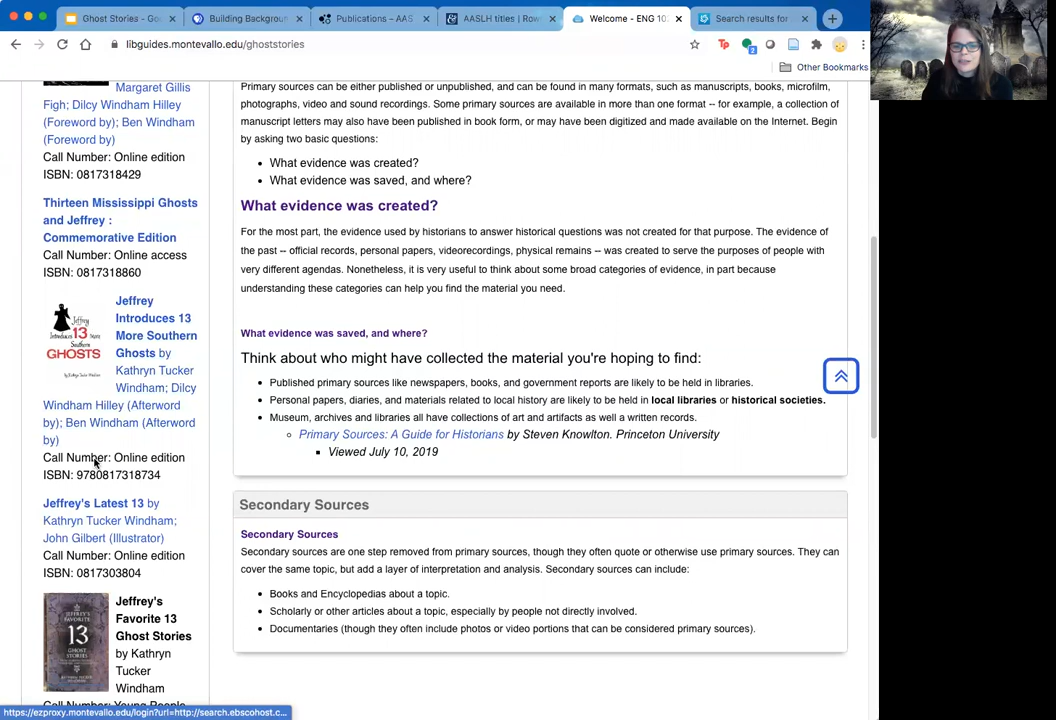 Ghost Stories - Go
Building Backgroun
Publications – AAS
AASLH titles | Row
Welcome - ENG 10
Search results for
libguides.montevallo.edu/ghoststories
Other Bookmarks
Margaret Gillis
Figh; Dilcy Windham Hilley
(Foreword by); Ben Windham
(Foreword by)
Call Number: Online edition
ISBN: 0817318429
Thirteen Mississippi Ghosts
and Jeffrey :
Commemorative Edition
Call Number: Online access
ISBN: 0817318860
Jeffrey
Introduces 13
More Southern
Ghosts by
Kathryn Tucker
Windham; Dilcy
Windham Hilley (Afterword
by); Ben Windham (Afterword
by)
Call Number: Online edition
ISBN: 9780817318734
Jeffrey
Introduces
13
Southern
GHOSTS
Jeffrey's Latest 13 by
Kathryn Tucker Windham;
John Gilbert (Illustrator)
Call Number: Online edition
ISBN: 0817303804
Jeffrey's
Favorite 13
Ghost Stories
by Kathryn
Tucker
Windham
Call Number: Young People
JEFFREY'S
FAVORITE
13
GHOST
STORIES
https://ezproxy.montevallo.edu/login?url=http://search.ebscohost.c...
Primary sources can be either published or unpublished, and can be found in many formats, such as manuscripts, books, microfilm,
photographs, video and sound recordings. Some primary sources are available in more than one format -- for example, a collection of
manuscript letters may also have been published in book form, or may have been digitized and made available on the Internet. Begin
by asking two basic questions:
• What evidence was created?
• What evidence was saved, and where?
What evidence was created?
For the most part, the evidence used by historians to answer historical questions was not created for that purpose. The evidence of
the past -- official records, personal papers, videorecordings, physical remains -- was created to serve the purposes of people with
very different agendas. Nonetheless, it is very useful to think about some broad categories of evidence, in part because
understanding these categories can help you find the material you need.
What evidence was saved, and where?
Think about who might have collected the material you're hoping to find:
• Published primary sources like newspapers, books, and government reports are likely to be held in libraries.
• Personal papers, diaries, and materials related to local history are likely to be held in local libraries or historical societies.
• Museum, archives and libraries all have collections of art and artifacts as well a written records.
Primary Sources: A Guide for Historians by Steven Knowlton. Princeton University
Viewed July 10, 2019
Secondary Sources
Secondary Sources
Secondary sources are one step removed from primary sources, though they often quote or otherwise use primary sources. They can
cover the same topic, but add a layer of interpretation and analysis. Secondary sources can include:
• Books and Encyclopedias about a topic.
• Scholarly or other articles about a topic, especially by people not directly involved.
• Documentaries (though they often include photos or video portions that can be considered primary sources).